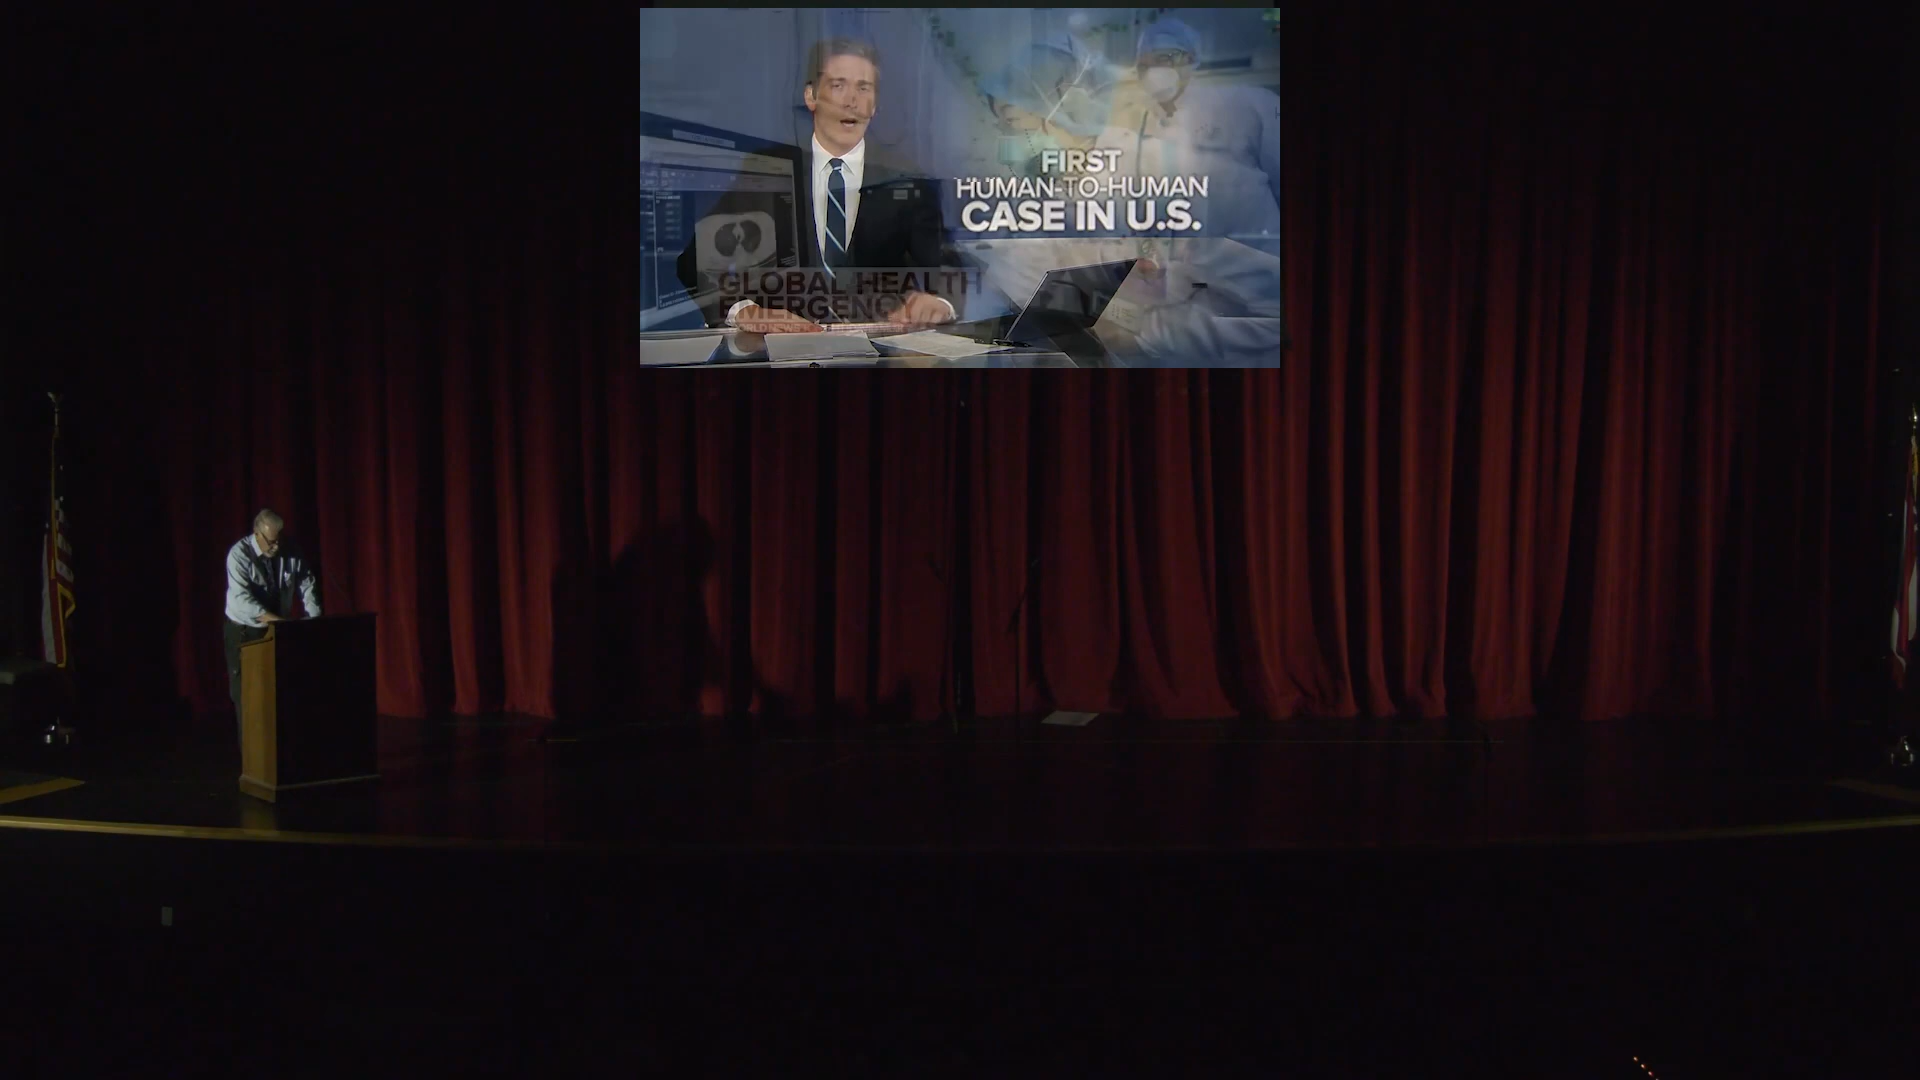 FIRST
HUMAN-TO-HUMAN
CASE IN U.S.
GLOBAL HEALTH
EMERGENCY